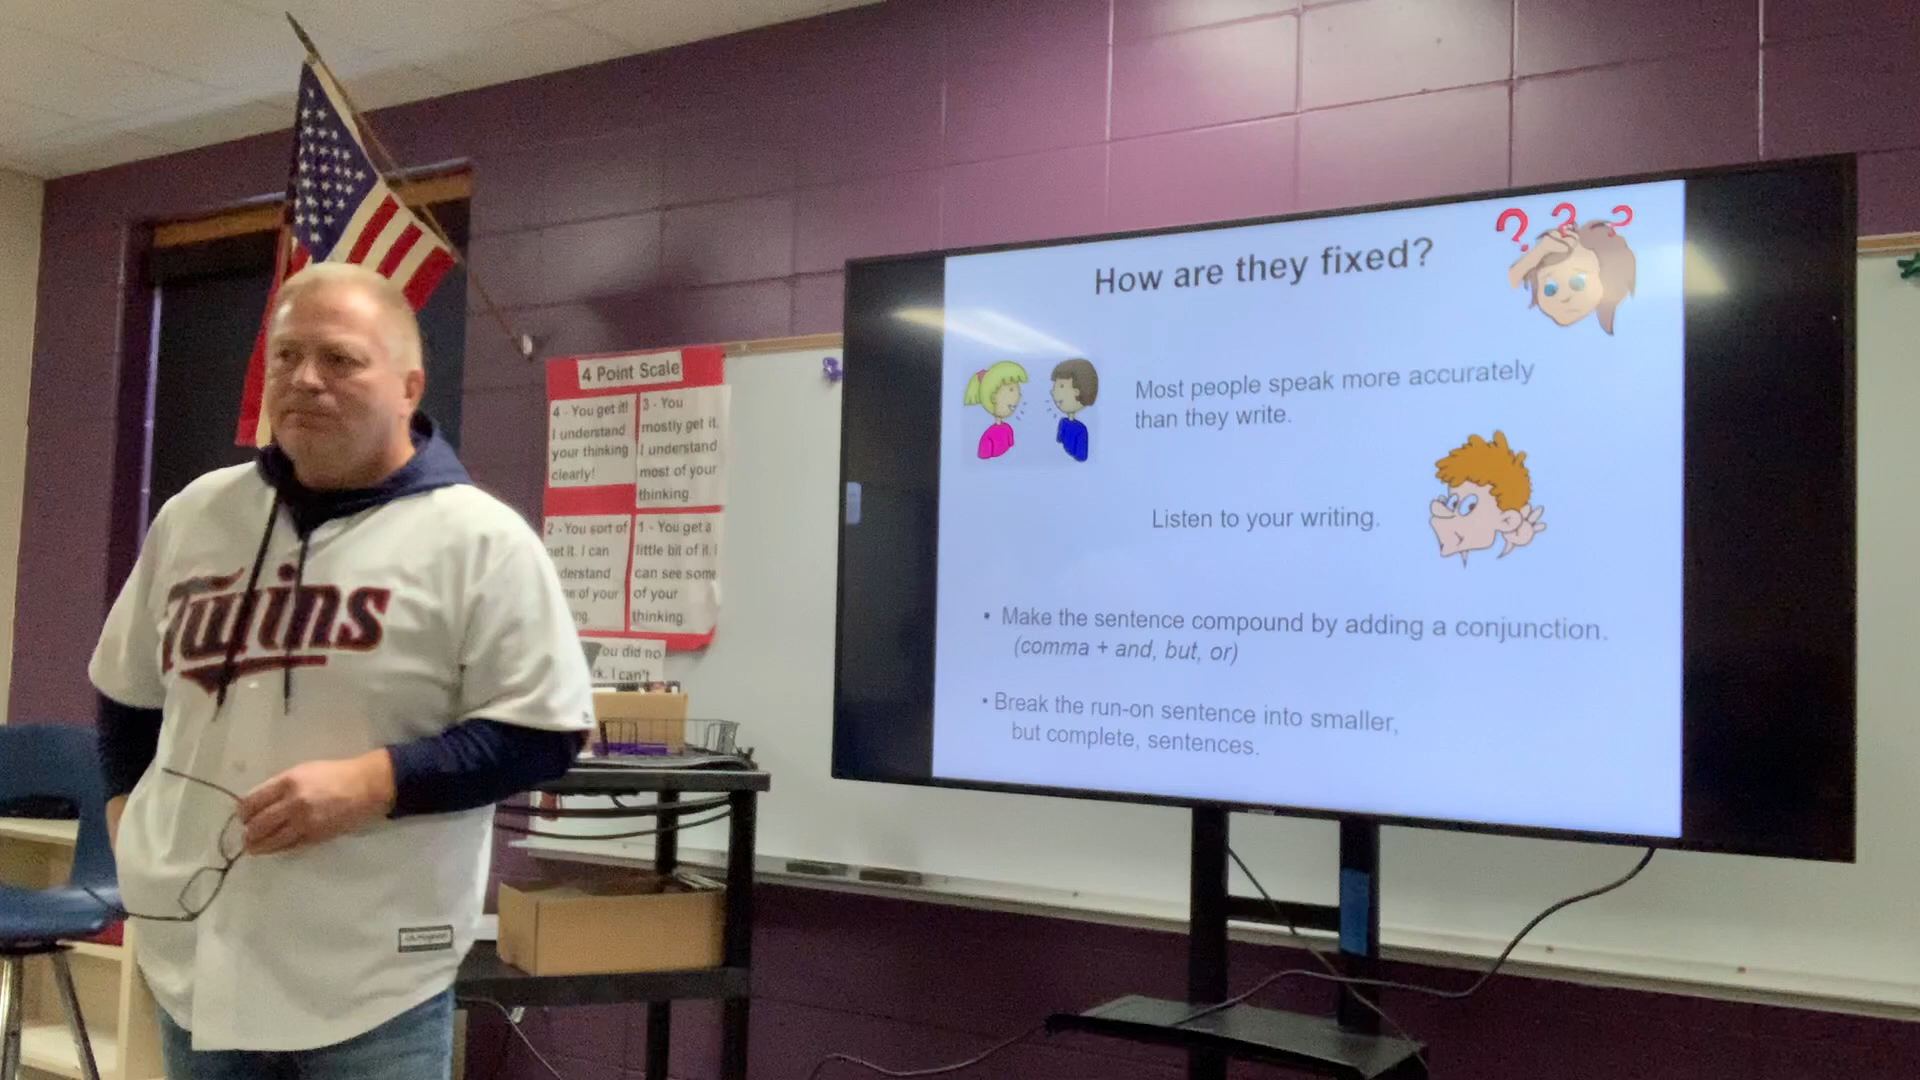 Twins
4 Point Scale
4 - You get it!
I understand
your thinking
clearly!
3 - You
mostly get it.
I understand
most of your
thinking.
2 - You sort of
get it. I can
derstand
of your
1 - You get a
little bit of it. I
can see some
of your
thinking.
You did no
I can't
How are they fixed?
? ? ?
Most people speak more accurately
than they write.
Listen to your writing.
• Make the sentence compound by adding a conjunction.
(comma + and, but, or)
• Break the run-on sentence into smaller,
but complete, sentences.